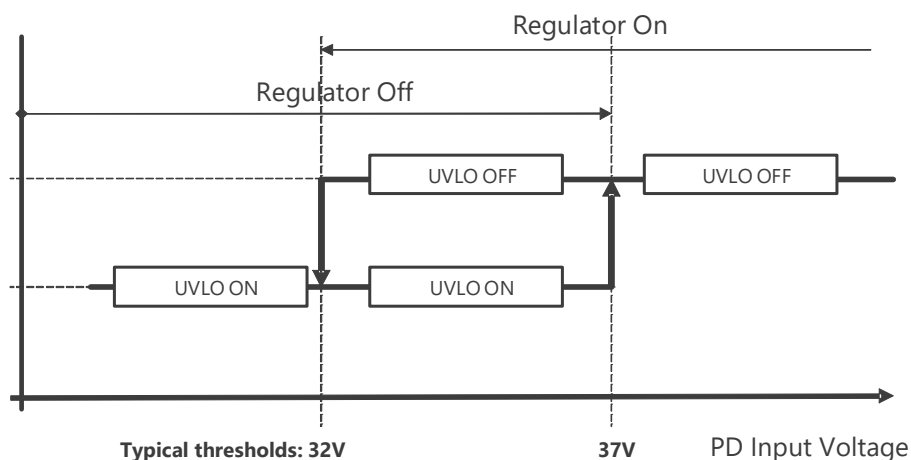 Regulator On
Regulator Off
UVLO OFF
UVLO OFF
UVLO ON
UVLO ON
Typical thresholds: 32V
37V
PD Input Voltage